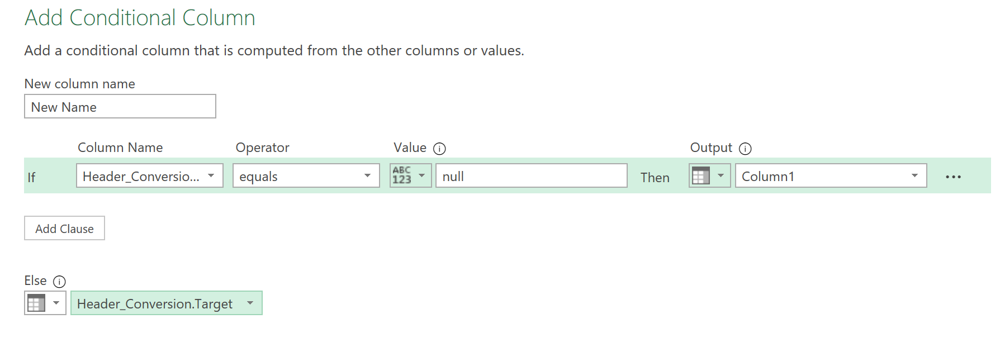 Add Conditional Column
Add a conditional column that is computed from the other columns or values.
New column name
New Name
Column Name Operator Value Output
If Header_Conversio... equals ABC 123 null Then Column1 ...
Add Clause
Else
Header_Conversion.Target